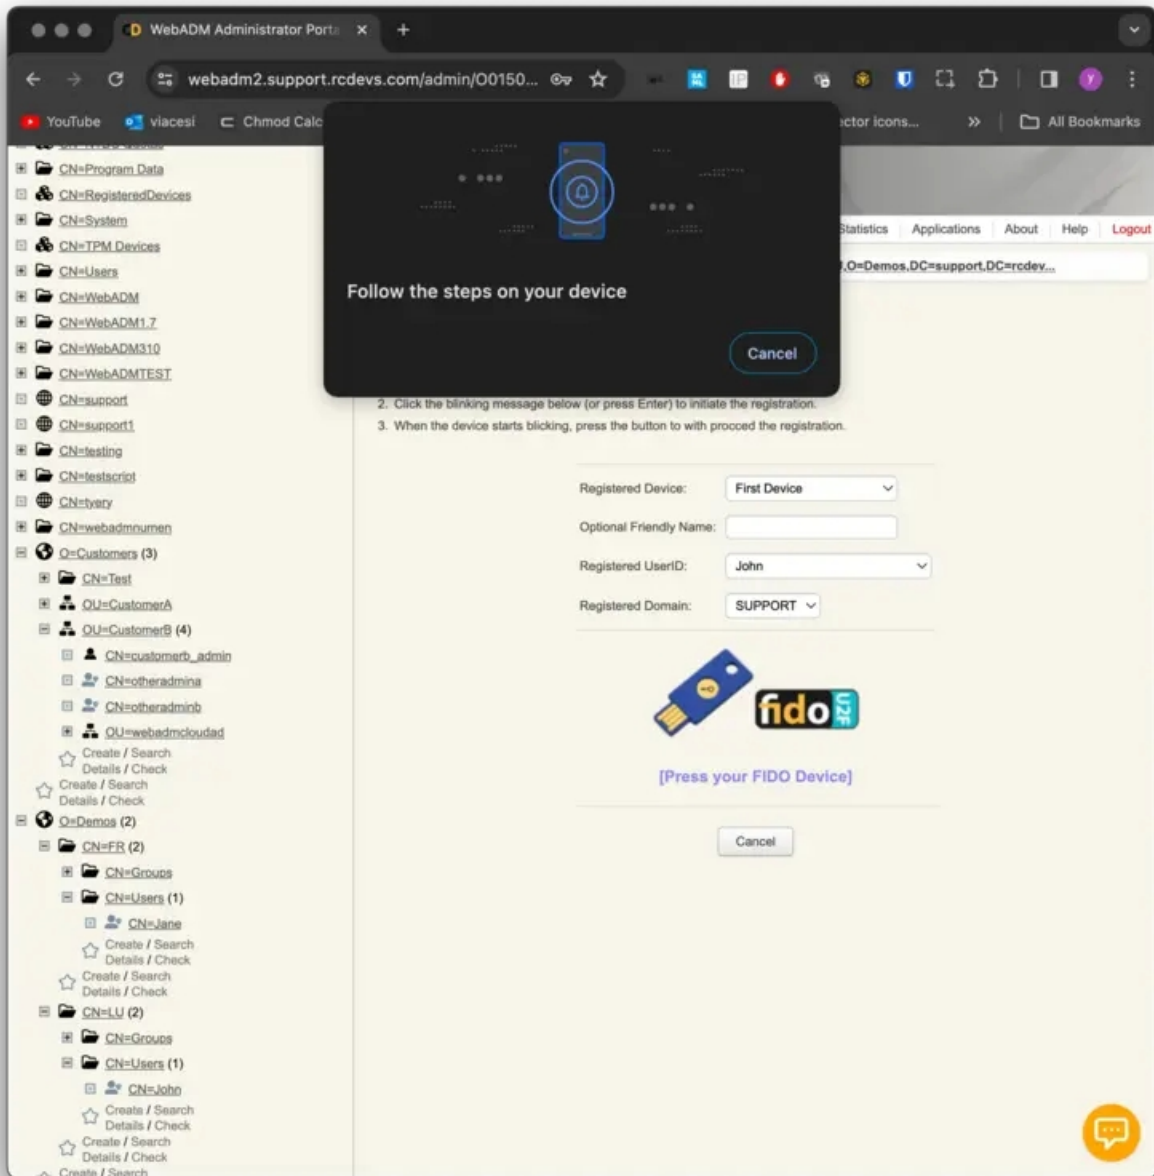 WebADM Administrator Porta
webadm2.support.rcdevs.com/admin/O0150...
YouTube
viacesi
Chmod Calc
ector icons...
All Bookmarks
CN=Program Data
CN=RegisteredDevices
CN=System
CN=TPM Devices
CN=Users
CN=WebADM
CN=WebADM1.7
CN=WebADM310
CN=WebADMTEST
CN=support
CN=support1
CN=testing
CN=testscript
CN=tyery
CN=webadmnumen
O=Customers (3)
CN=Test
OU=CustomerA
OU=CustomerB (4)
CN=customerb_admin
CN=otheradmina
CN=otheradminb
OU=webadmcloudad
Create / Search
Details / Check
Create / Search
Details / Check
O=Demos (2)
CN=FR (2)
CN=Groups
CN=Users (1)
CN=Jane
Create / Search
Details / Check
Create / Search
Details / Check
CN=LU (2)
CN=Groups
CN=Users (1)
CN=John
Create / Search
Details / Check
Create / Search
Details / Check
Create / Search
Follow the steps on your device
Cancel
Statistics Applications About Help Logout
,O=Demos,DC=support,DC=rcdev...
2. Click the blinking message below (or press Enter) to initiate the registration.
3. When the device starts blicking, press the button to with procced the registration.
Registered Device: First Device
Optional Friendly Name:
Registered UserID: John
Registered Domain: SUPPORT
fido U2F
[Press your FIDO Device]
Cancel